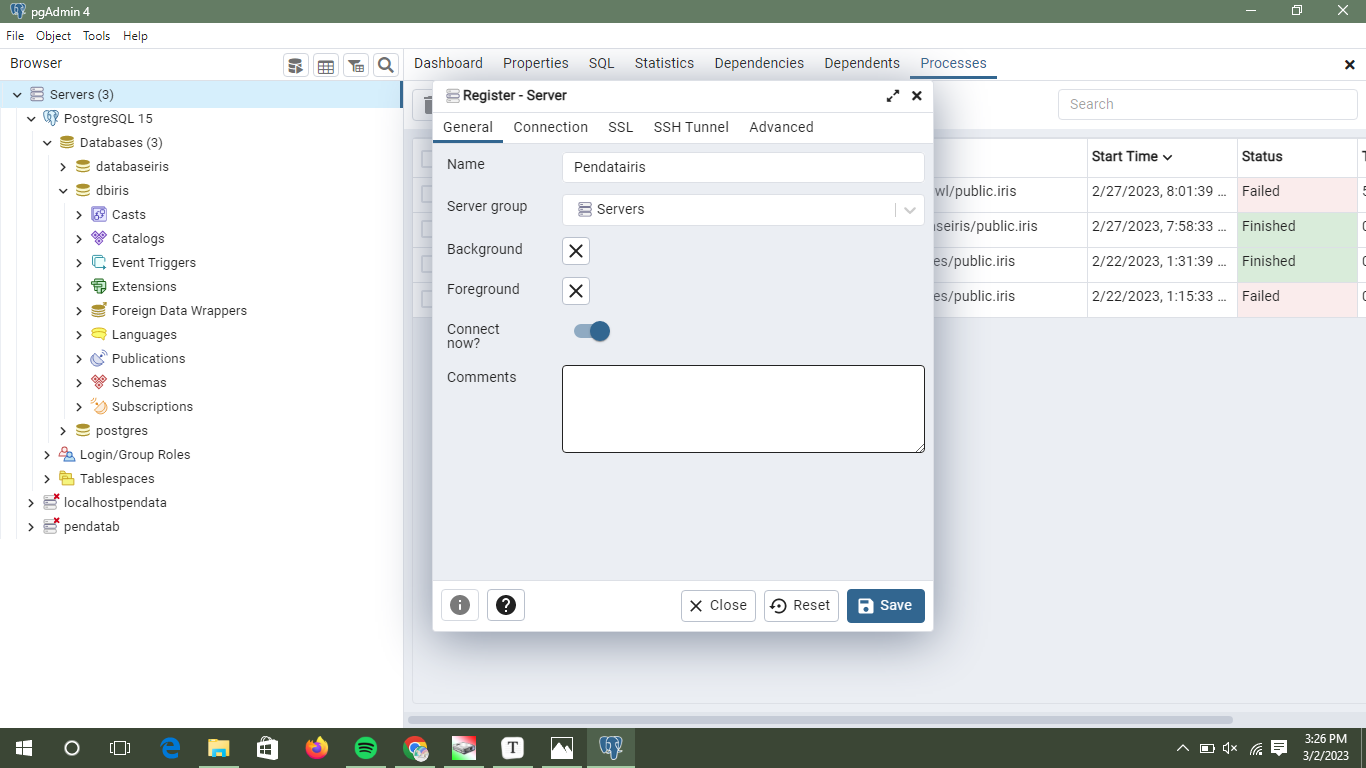 pgAdmin 4
File Object Tools Help
Browser
Dashboard Properties SQL Statistics Dependencies Dependents Processes
Servers (3)
PostgreSQL 15
Databases (3)
databaseiris
dbiris
Casts
Catalogs
Event Triggers
Extensions
Foreign Data Wrappers
Languages
Publications
Schemas
Subscriptions
postgres
Login/Group Roles
Tablespaces
localhostpendata
pendatab
Register - Server
General Connection SSL SSH Tunnel Advanced
Name Pendatairis
Server group Servers
Background
Foreground
Connect
now?
Comments
Close Reset Save
Search
Start Time Status
wl/public.iris 2/27/2023, 8:01:39 ... Failed
seiris/public.iris 2/27/2023, 7:58:33 ... Finished
es/public.iris 2/22/2023, 1:31:39 ... Finished
es/public.iris 2/22/2023, 1:15:33 ... Failed
3:26 PM
3/2/2023